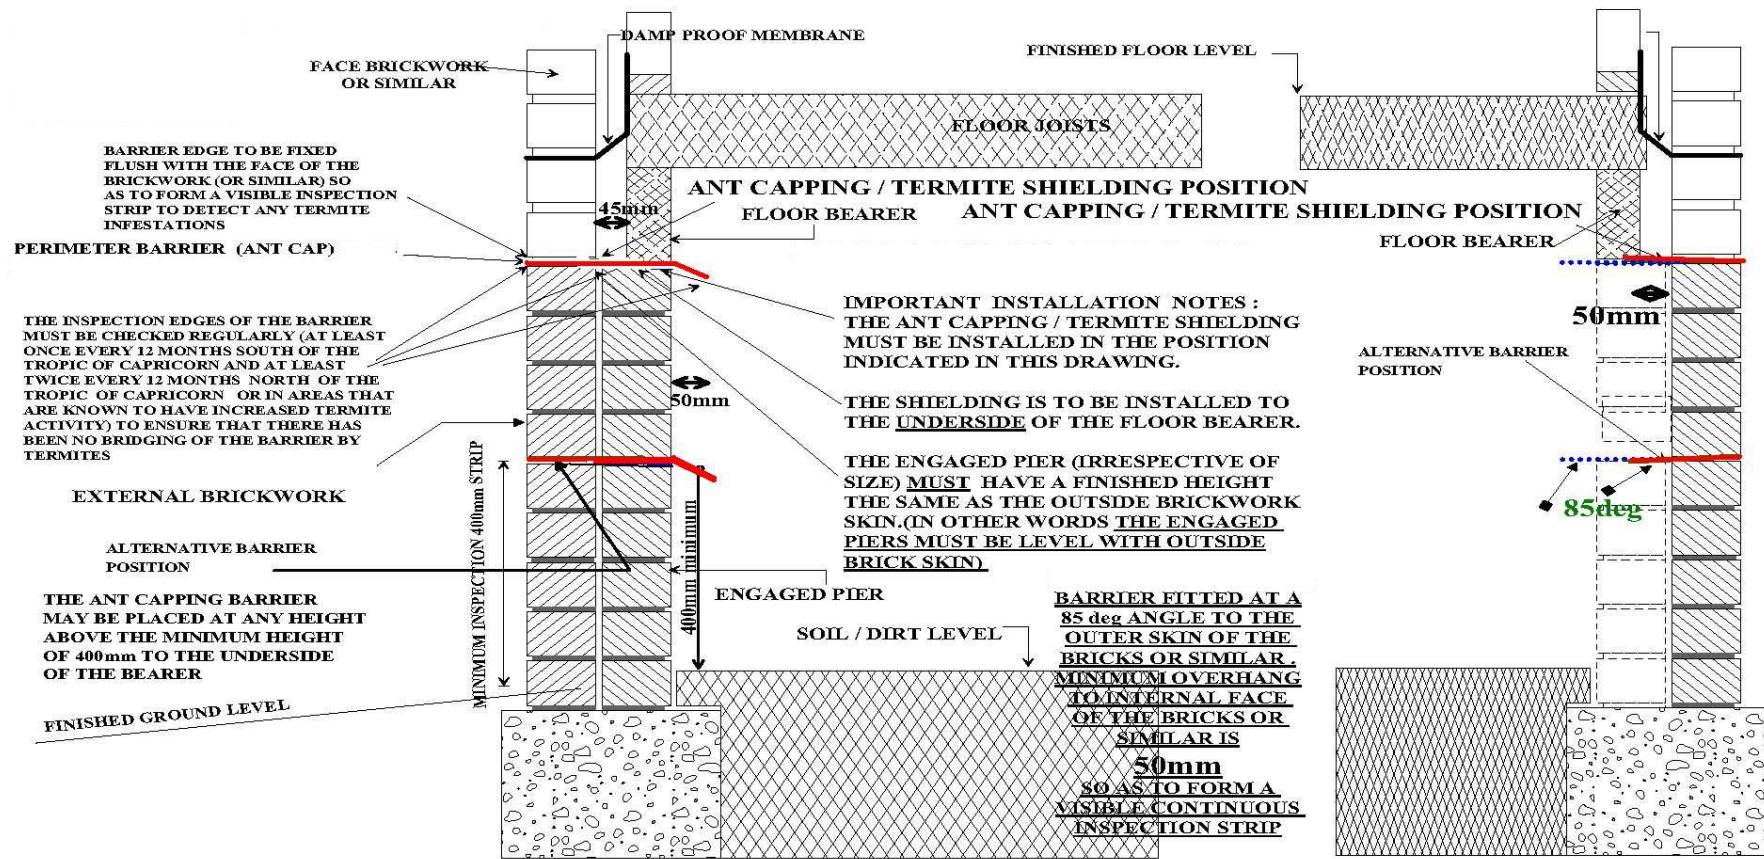 DAMP PROOF MEMBRANE
FINISHED FLOOR LEVEL
FACE BRICKWORK
OR SIMILAR
FLOOR JOISTS
BARRIER EDGE TO BE FIXED
FLUSH WITH THE FACE OF THE
BRICKWORK (OR SIMILAR) SO
AS TO FORM A VISIBLE INSPECTION
STRIP TO DETECT ANY TERMITE
INFESTATIONS
45mm
ANT CAPPING / TERMITE SHIELDING POSITION
FLOOR BEARER
ANT CAPPING / TERMITE SHIELDING POSITION
FLOOR BEARER
PERIMETER BARRIER (ANT CAP)
THE INSPECTION EDGES OF THE BARRIER
MUST BE CHECKED REGULARLY (AT LEAST
ONCE EVERY 12 MONTHS SOUTH OF THE
TROPIC OF CAPRICORN AND AT LEAST
TWICE EVERY 12 MONTHS NORTH OF THE
TROPIC OF CAPRICORN OR IN AREAS THAT
ARE KNOWN TO HAVE INCREASED TERMITE
ACTIVITY) TO ENSURE THAT THERE HAS
BEEN NO BRIDGING OF THE BARRIER BY
TERMITES
50mm
IMPORTANT INSTALLATION NOTES :
THE ANT CAPPING / TERMITE SHIELDING
MUST BE INSTALLED IN THE POSITION
INDICATED IN THIS DRAWING.
THE SHIELDING IS TO BE INSTALLED TO
THE UNDERSIDE OF THE FLOOR BEARER.
THE ENGAGED PIER (IRRESPECTIVE OF
SIZE) MUST HAVE A FINISHED HEIGHT
THE SAME AS THE OUTSIDE BRICKWORK
SKIN.(IN OTHER WORDS THE ENGAGED
PIERS MUST BE LEVEL WITH OUTSIDE
BRICK SKIN)
50mm
ALTERNATIVE BARRIER
POSITION
85deg
EXTERNAL BRICKWORK
MINIMUM INSPECTION 400mm STRIP
400mm minimum
ALTERNATIVE BARRIER
POSITION
THE ANT CAPPING BARRIER
MAY BE PLACED AT ANY HEIGHT
ABOVE THE MINIMUM HEIGHT
OF 400mm TO THE UNDERSIDE
OF THE BEARER
FINISHED GROUND LEVEL
ENGAGED PIER
SOIL / DIRT LEVEL
BARRIER FITTED AT A
85 deg ANGLE TO THE
OUTER SKIN OF THE
BRICKS OR SIMILAR .
MINIMUM OVERHANG
TO INTERNAL FACE
OF THE BRICKS OR
SIMILAR IS
50mm
SO AS TO FORM A
VISIBLE CONTINUOUS
INSPECTION STRIP